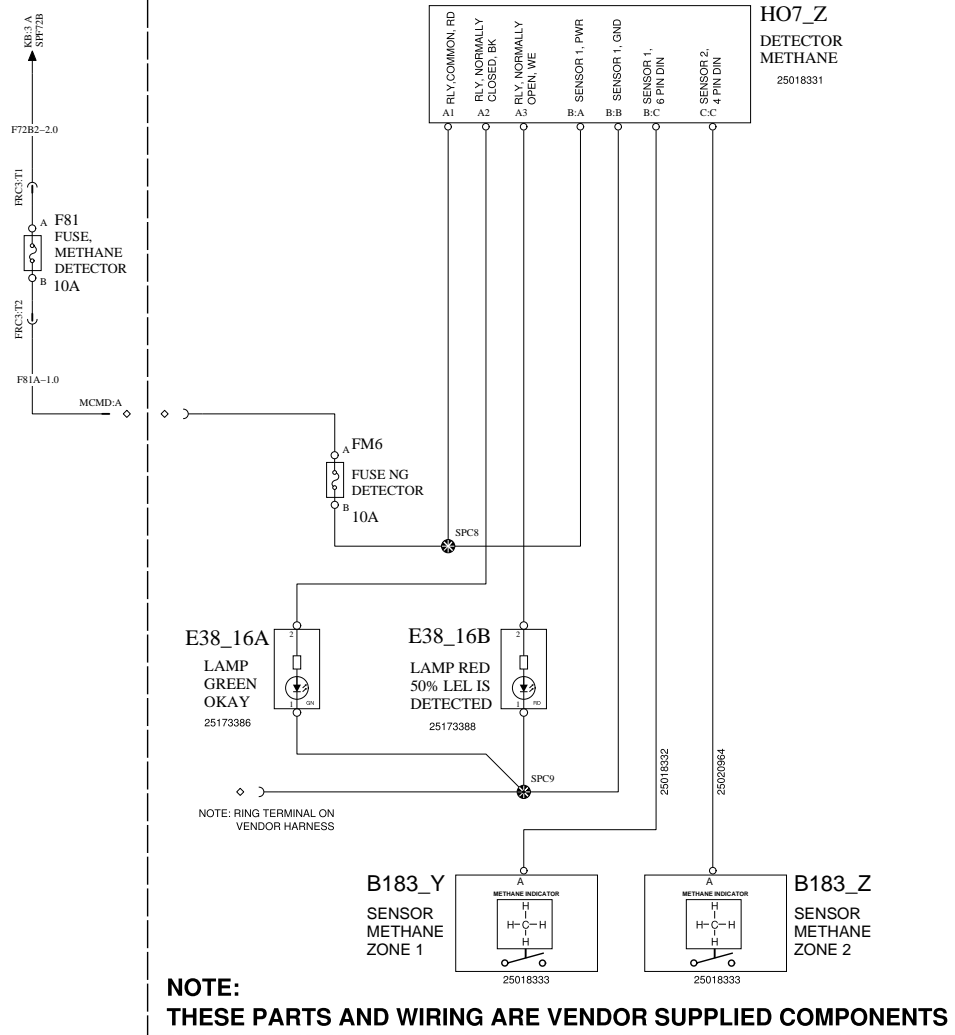 KB:3 A
SPF72B
F72B2-2.0
FRC3:T1
A
F81
FUSE,
METHANE
DETECTOR
10A
B
FRC3:T2
F81A-1.0
MCMD:A
HO7_Z
DETECTOR
METHANE
25018331
RLY,COMMON, RD
RLY, NORMALLY
CLOSED, BK
RLY, NORMALLY
OPEN, WE
SENSOR 1, PWR
SENSOR 1, GND
SENSOR 1,
6 PIN DIN
SENSOR 2,
4 PIN DIN
A1
A2
A3
B:A
B:B
B:C
C:C
A
FM6
FUSE NG
DETECTOR
B
10A
SPC8
E38_16A
LAMP
GREEN
OKAY
25173386
2
1
GN
E38_16B
LAMP RED
50% LEL IS
DETECTED
25173388
2
1
RD
SPC9
NOTE: RING TERMINAL ON
VENDOR HARNESS
25018332
25020964
B183_Y
SENSOR
METHANE
ZONE 1
A
METHANE INDICATOR
H
H-C-H
H
25018333
A
METHANE INDICATOR
H
H-C-H
H
25018333
B183_Z
SENSOR
METHANE
ZONE 2
NOTE:
THESE PARTS AND WIRING ARE VENDOR SUPPLIED COMPONENTS